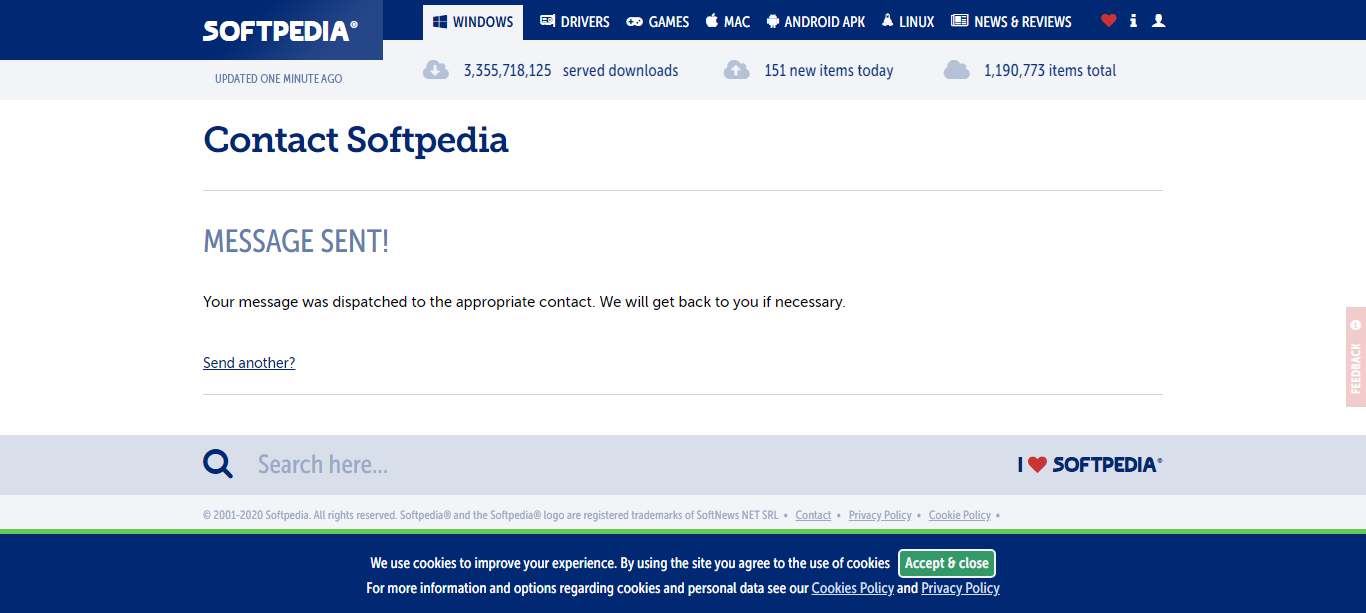 SOFTPEDIA®
WINDOWS DRIVERS GAMES MAC ANDROID APK LINUX NEWS & REVIEWS
UPDATED ONE MINUTE AGO
3,355,718,125 served downloads 151 new items today 1,190,773 items total
Contact Softpedia
MESSAGE SENT!
Your message was dispatched to the appropriate contact. We will get back to you if necessary.
Send another?
FEEDBACK
Search here...
I ❤ SOFTPEDIA®
© 2001-2020 Softpedia. All rights reserved. Softpedia® and the Softpedia® logo are registered trademarks of SoftNews NET SRL • Contact • Privacy Policy • Cookie Policy •
We use cookies to improve your experience. By using the site you agree to the use of cookies Accept & close
For more information and options regarding cookies and personal data see our Cookies Policy and Privacy Policy